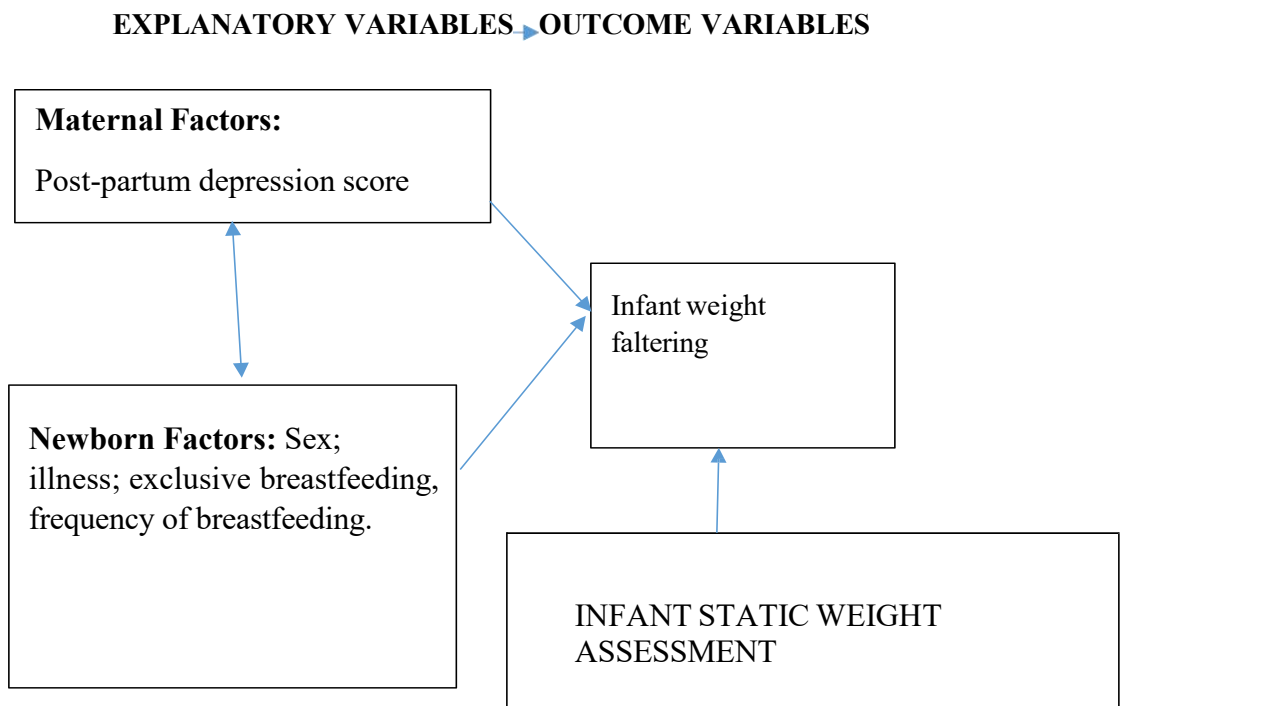 EXPLANATORY VARIABLES OUTCOME VARIABLES
Maternal Factors:
Post-partum depression score
Infant weight
faltering
Newborn Factors: Sex;
illness; exclusive breastfeeding,
frequency of breastfeeding.
INFANT STATIC WEIGHT
ASSESSMENT